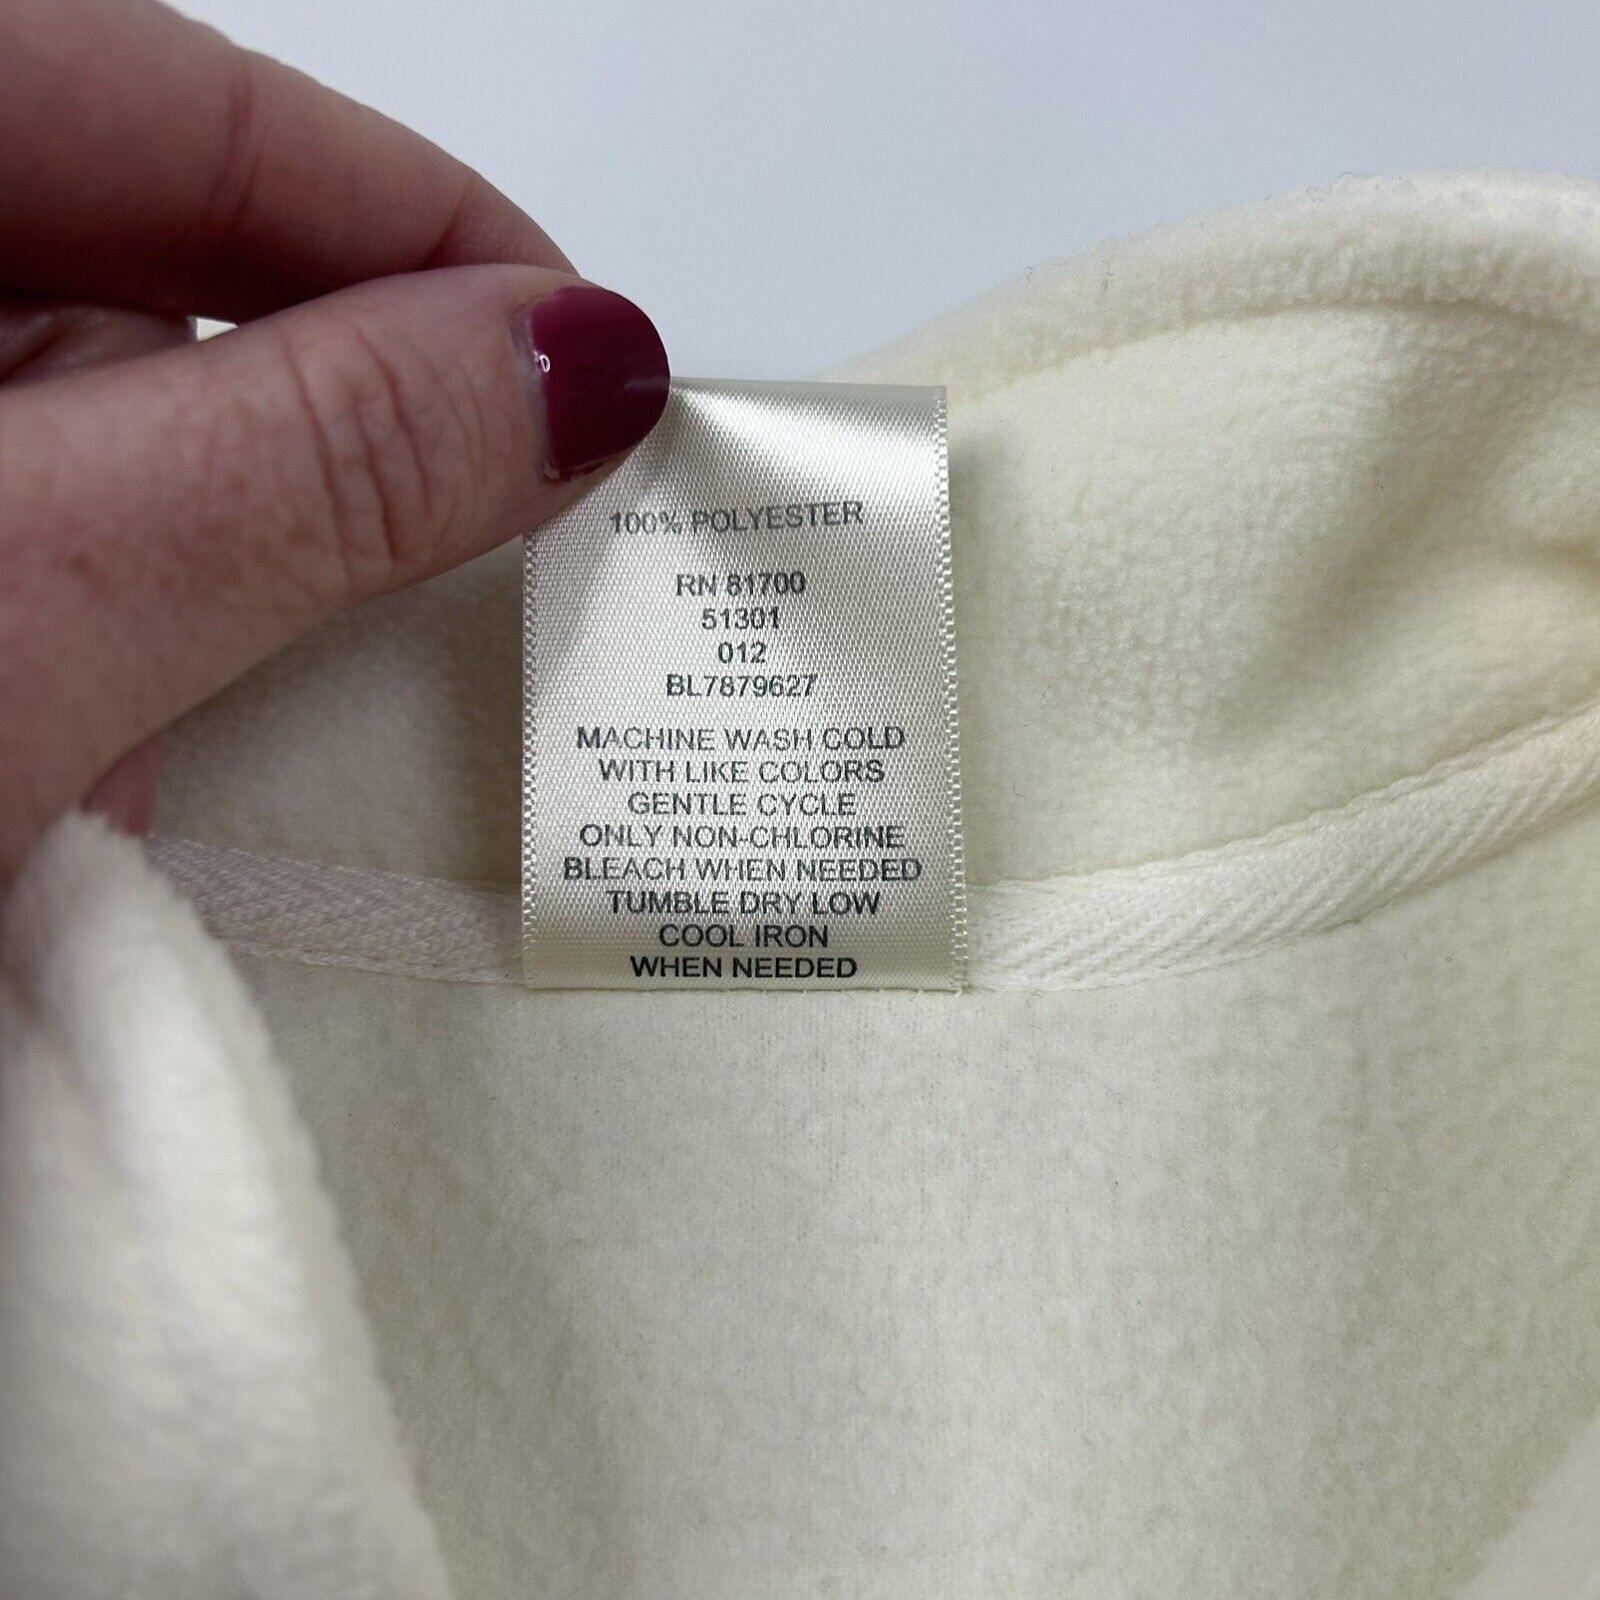 100% POLYESTER
RN 81700
51301
012
BL7879627
MACHINE WASH COLD
WITH LIKE COLORS
GENTLE CYCLE
ONLY NON-CHLORINE
BLEACH WHEN NEEDED
TUMBLE DRY LOW
COOL IRON
WHEN NEEDED